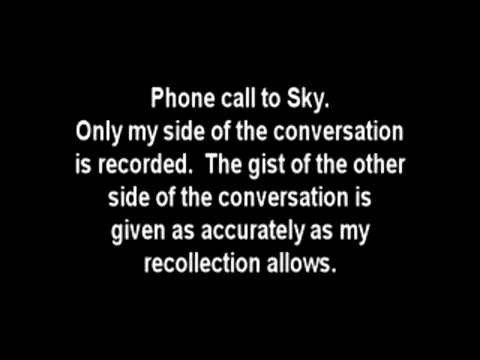 Phone call to Sky.
Only my side of the conversation
is recorded.  The gist of the other
side of the conversation is
given as accurately as my
recollection allows.